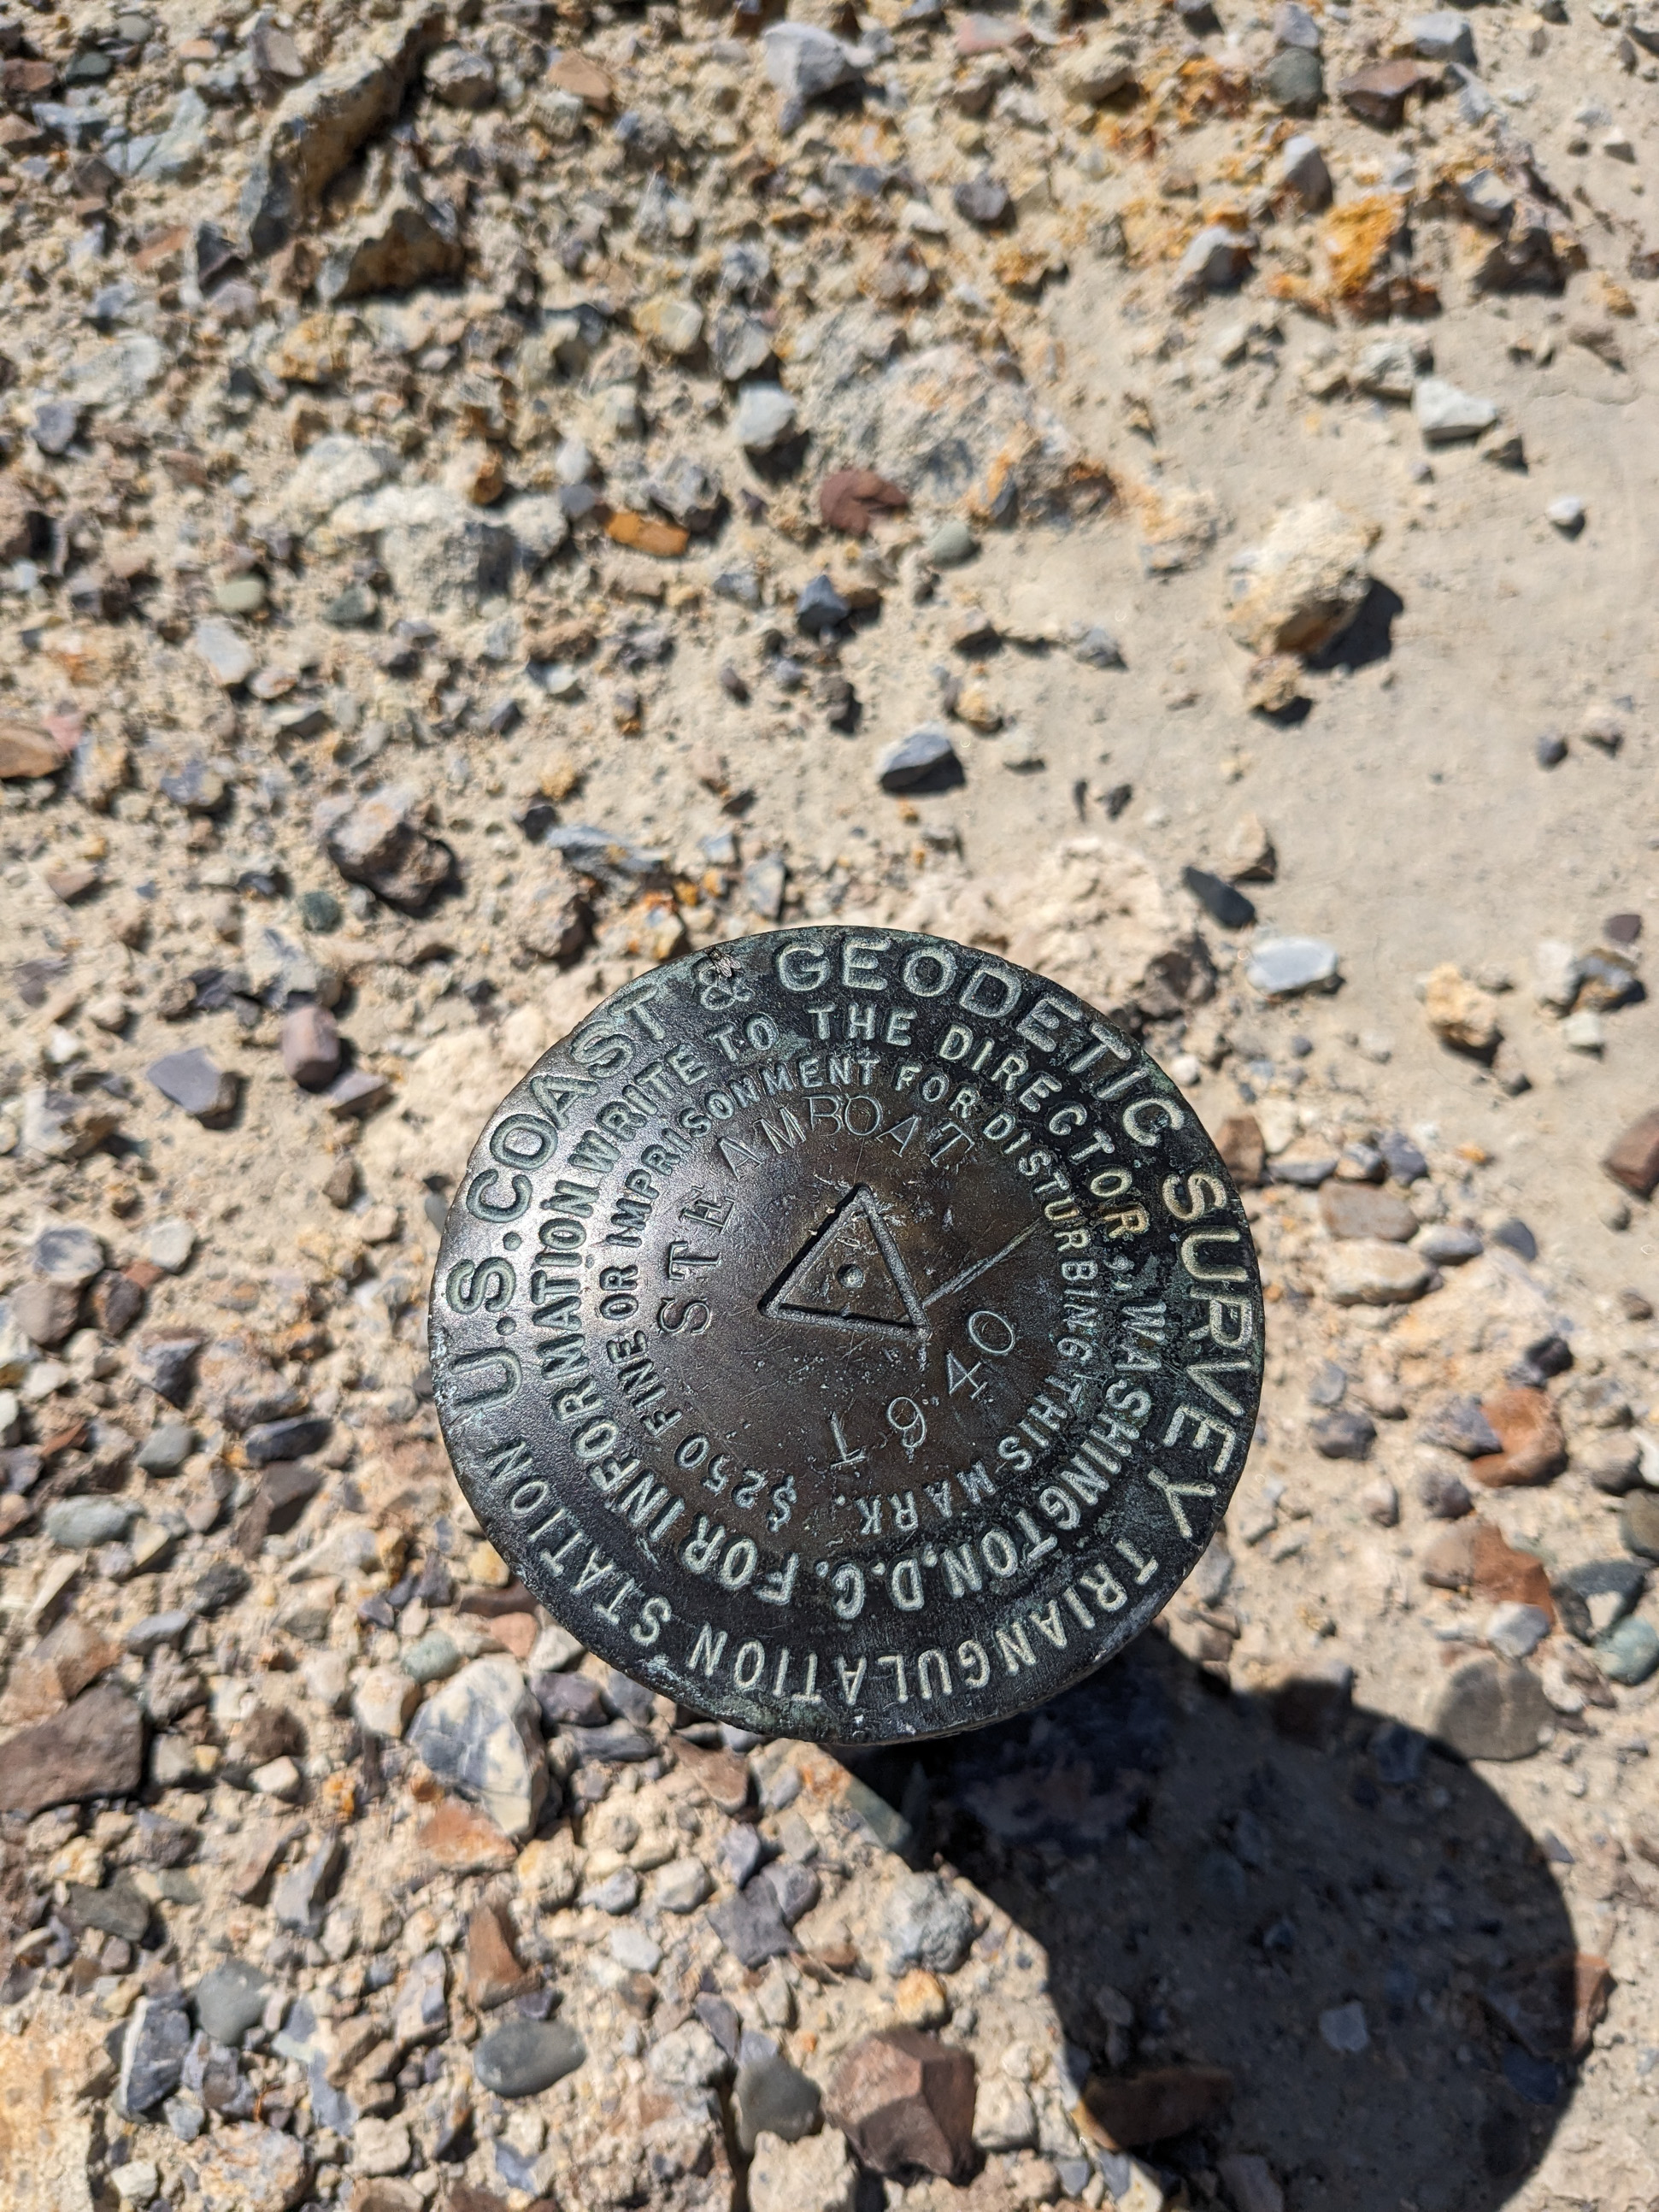 U.S. COAST & GEODETIC SURVEY TRIANGULATION STATION
FOR INFORMATION WRITE TO THE DIRECTOR, WASHINGTON, D.C.
$250 FINE OR IMPRISONMENT FOR DISTURBING THIS MARK.
STEAMBOAT
1940